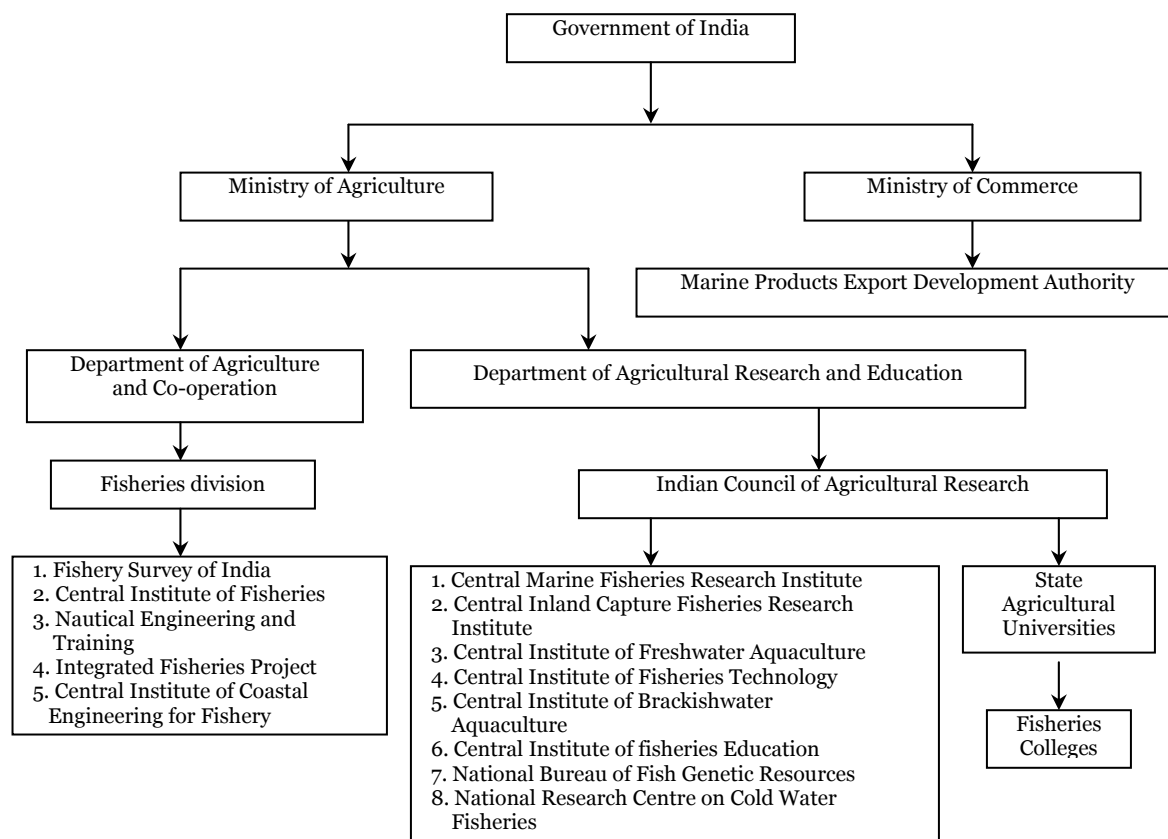 Government of India
Ministry of Agriculture
Ministry of Commerce
Marine Products Export Development Authority
Department of Agriculture
and Co-operation
Department of Agricultural Research and Education
Fisheries division
Indian Council of Agricultural Research
1. Fishery Survey of India
2. Central Institute of Fisheries
3. Nautical Engineering and
Training
4. Integrated Fisheries Project
5. Central Institute of Coastal
Engineering for Fishery
1. Central Marine Fisheries Research Institute
2. Central Inland Capture Fisheries Research
Institute
3. Central Institute of Freshwater Aquaculture
4. Central Institute of Fisheries Technology
5. Central Institute of Brackishwater
Aquaculture
6. Central Institute of fisheries Education
7. National Bureau of Fish Genetic Resources
8. National Research Centre on Cold Water
Fisheries
State
Agricultural
Universities
Fisheries
Colleges